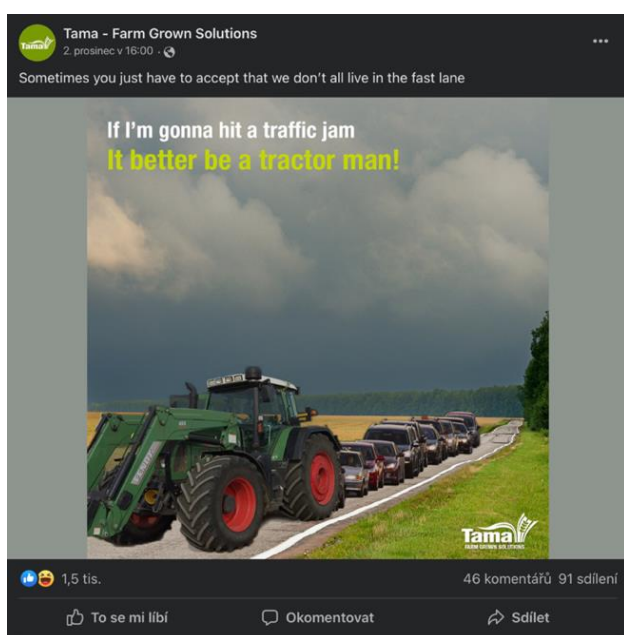 Tama - Farm Grown Solutions
2. prosinec v 16:00
Sometimes you just have to accept that we don't all live in the fast lane
If I'm gonna hit a traffic jam
It better be a tractor man!
Tama
FARM GROWN SOLUTIONS
1,5 tis.
46 komentářů 91 sdílení
To se mi líbí
Okomentovat
Sdílet